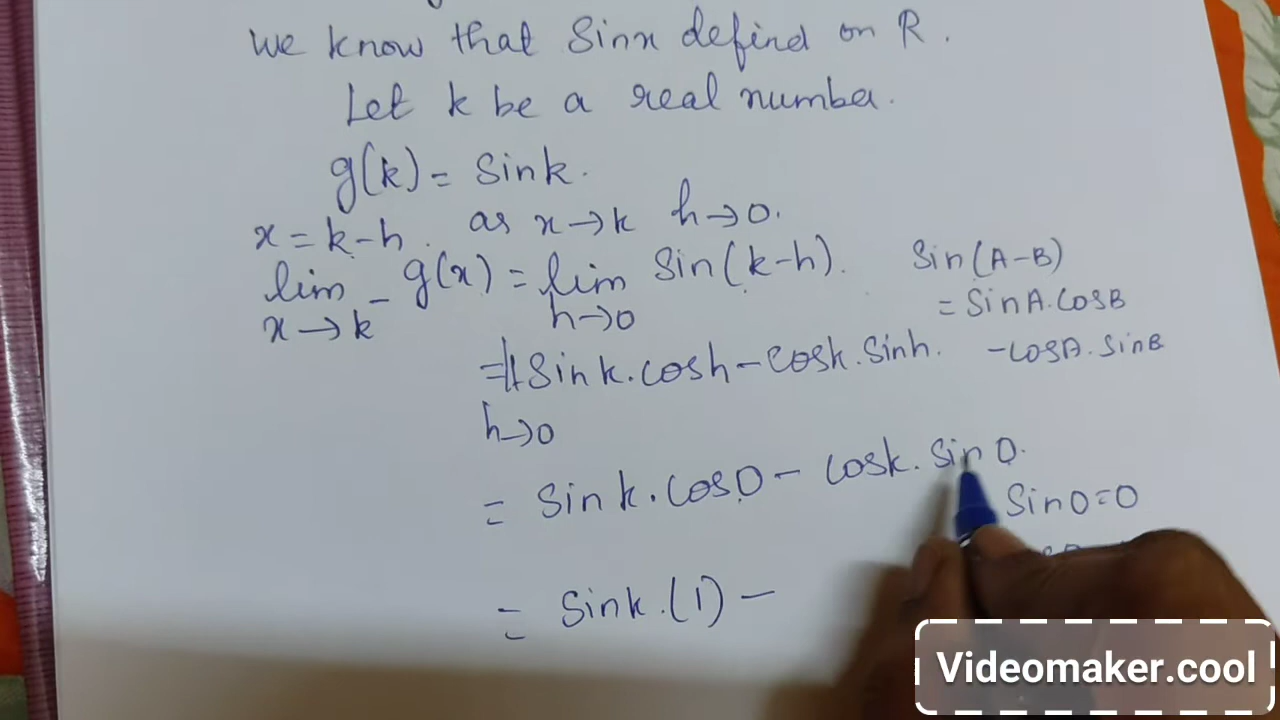 we know that Sinx defind on R.
Let k be a real number.
g(k) = Sink.
x = k-h. as x→k h→0.
lim g(x) = lim Sin(k-h).
x→k⁻ h→0
= lt Sink.cosh - cosk.Sinh.
h→0
Sin(A-B)
= SinA.CosB
-cosA.SinB
= Sink.cos0 - cosk.Sin0.
Sin0=0
= Sink.(1) -
Videomaker.cool